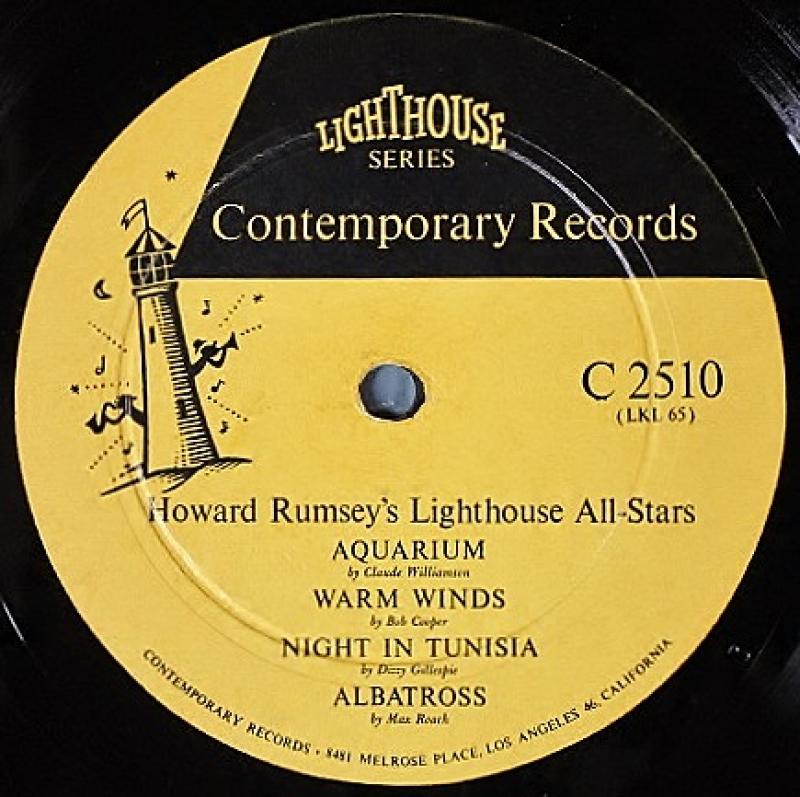 LIGHTHOUSE
SERIES
Contemporary Records
C 2510
(LKL 65)
Howard Rumsey's Lighthouse All-Stars
AQUARIUM
by Claude Williamson
WARM WINDS
by Bob Cooper
NIGHT IN TUNISIA
by Dizzy Gillespie
ALBATROSS
by Max Roach
CONTEMPORARY RECORDS • 8481 MELROSE PLACE, LOS ANGELES 46, CALIFORNIA